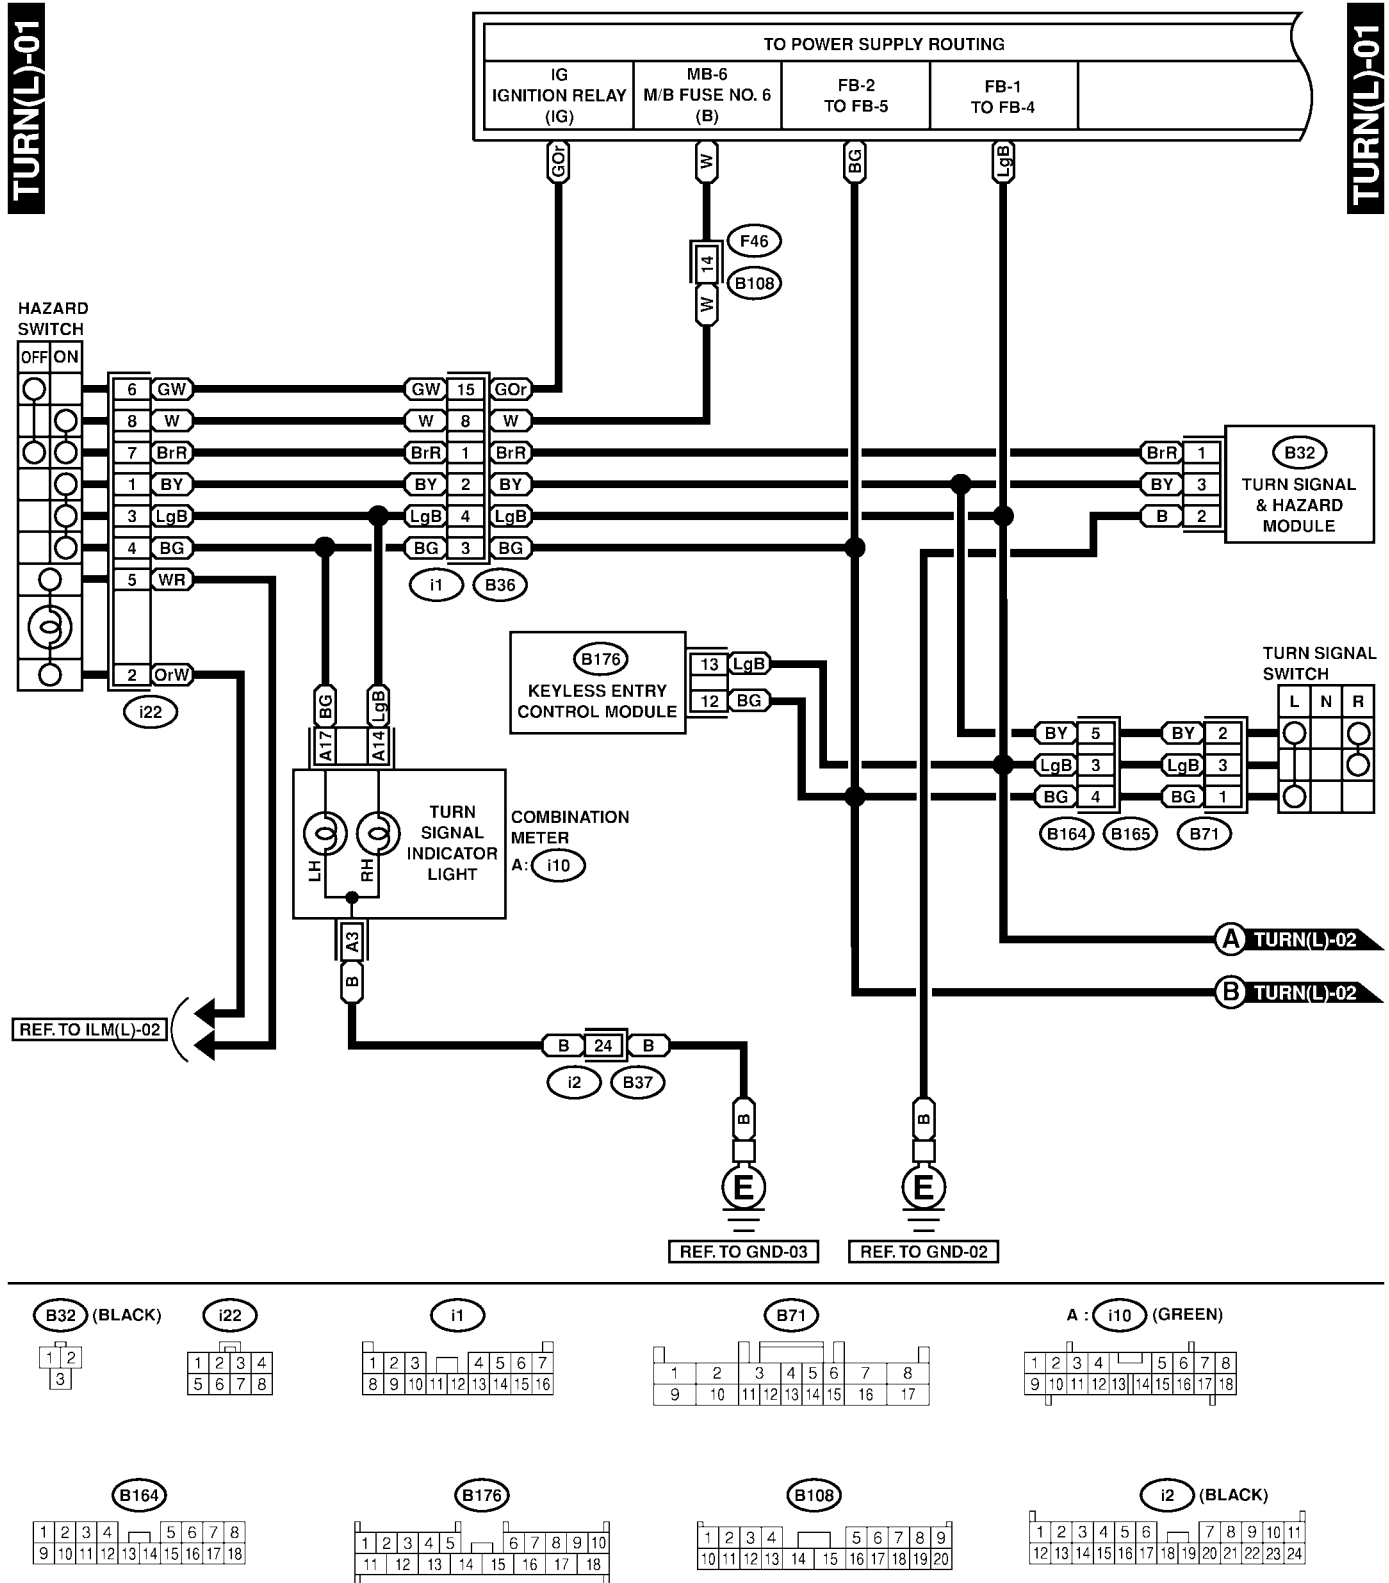 TURN(L)-01
TURN(L)-01
TO POWER SUPPLY ROUTING
IG
IGNITION RELAY
(IG)
MB-6
M/B FUSE NO. 6
(B)
FB-2
TO FB-5
FB-1
TO FB-4
GOr
W
BG
LgB
14
F46
B108
W
HAZARD
SWITCH
OFF ON
6 GW GW 15 GOr
8 W W 8 W
7 BrR BrR 1 BrR BrR 1
1 BY BY 2 BY BY 3
3 LgB LgB 4 LgB B 2
4 BG BG 3 BG
5 WR
2 OrW
i22
i1
B36
B32
TURN SIGNAL
& HAZARD
MODULE
B176
KEYLESS ENTRY
CONTROL MODULE
13 LgB
12 BG
TURN SIGNAL
SWITCH
L N R
BY 5 BY 2
LgB 3 LgB 3
BG 4 BG 1
B164
B165
B71
BG
LgB
A17
A14
LH
RH
TURN
SIGNAL
INDICATOR
LIGHT
COMBINATION
METER
A: i10
A3
B
A TURN(L)-02
B TURN(L)-02
REF. TO ILM(L)-02
B 24 B
i2
B37
B
B
E
E
REF. TO GND-03
REF. TO GND-02
B32 (BLACK)
1 2
3
i22
1 2 3 4
5 6 7 8
i1
1 2 3 4 5 6 7
8 9 10 11 12 13 14 15 16
B71
1 2 3 4 5 6 7 8
9 10 11 12 13 14 15 16 17
A : i10 (GREEN)
1 2 3 4 5 6 7 8
9 10 11 12 13 14 15 16 17 18
B164
1 2 3 4 5 6 7 8
9 10 11 12 13 14 15 16 17 18
B176
1 2 3 4 5 6 7 8 9 10
11 12 13 14 15 16 17 18
B108
1 2 3 4 5 6 7 8 9
10 11 12 13 14 15 16 17 18 19 20
i2 (BLACK)
1 2 3 4 5 6 7 8 9 10 11
12 13 14 15 16 17 18 19 20 21 22 23 24